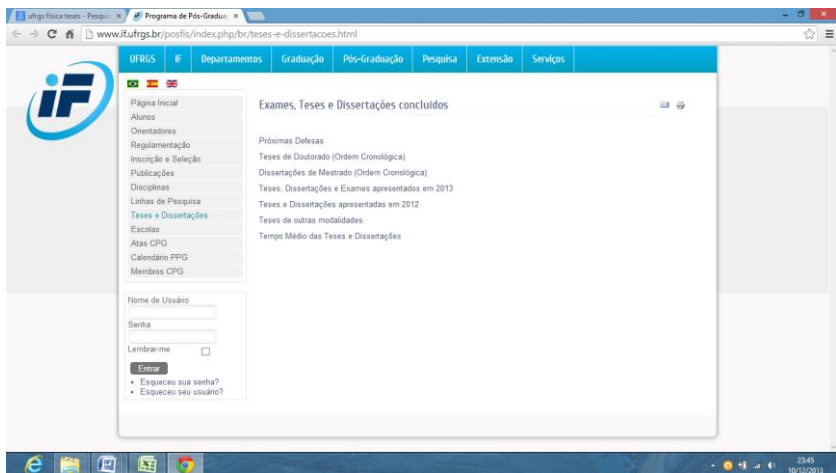 ufrgs física teses - Pesqui
Programa de Pós-Gradua
www.if.ufrgs.br/posfis/index.php/br/teses-e-dissertacoes.html
UFRGS IF Departamentos Graduação Pós-Graduação Pesquisa Extensão Serviços
iF
Página Inicial
Alunos
Orientadores
Regulamentação
Inscrição e Seleção
Publicações
Disciplinas
Linhas de Pesquisa
Teses e Dissertações
Escolas
Atas CPG
Calendário PPG
Membros CPG
Nome de Usuário
Senha
Lembrar-me
Entrar
Esqueceu sua senha?
Esqueceu seu usuário?
Exames, Teses e Dissertações concluídos
Próximas Defesas
Teses de Doutorado (Ordem Cronológica)
Dissertações de Mestrado (Ordem Cronológica)
Teses, Dissertações e Exames apresentados em 2013
Teses e Dissertações apresentadas em 2012
Teses de outras modalidades
Tempo Médio das Teses e Dissertações
23:45
10/12/2013